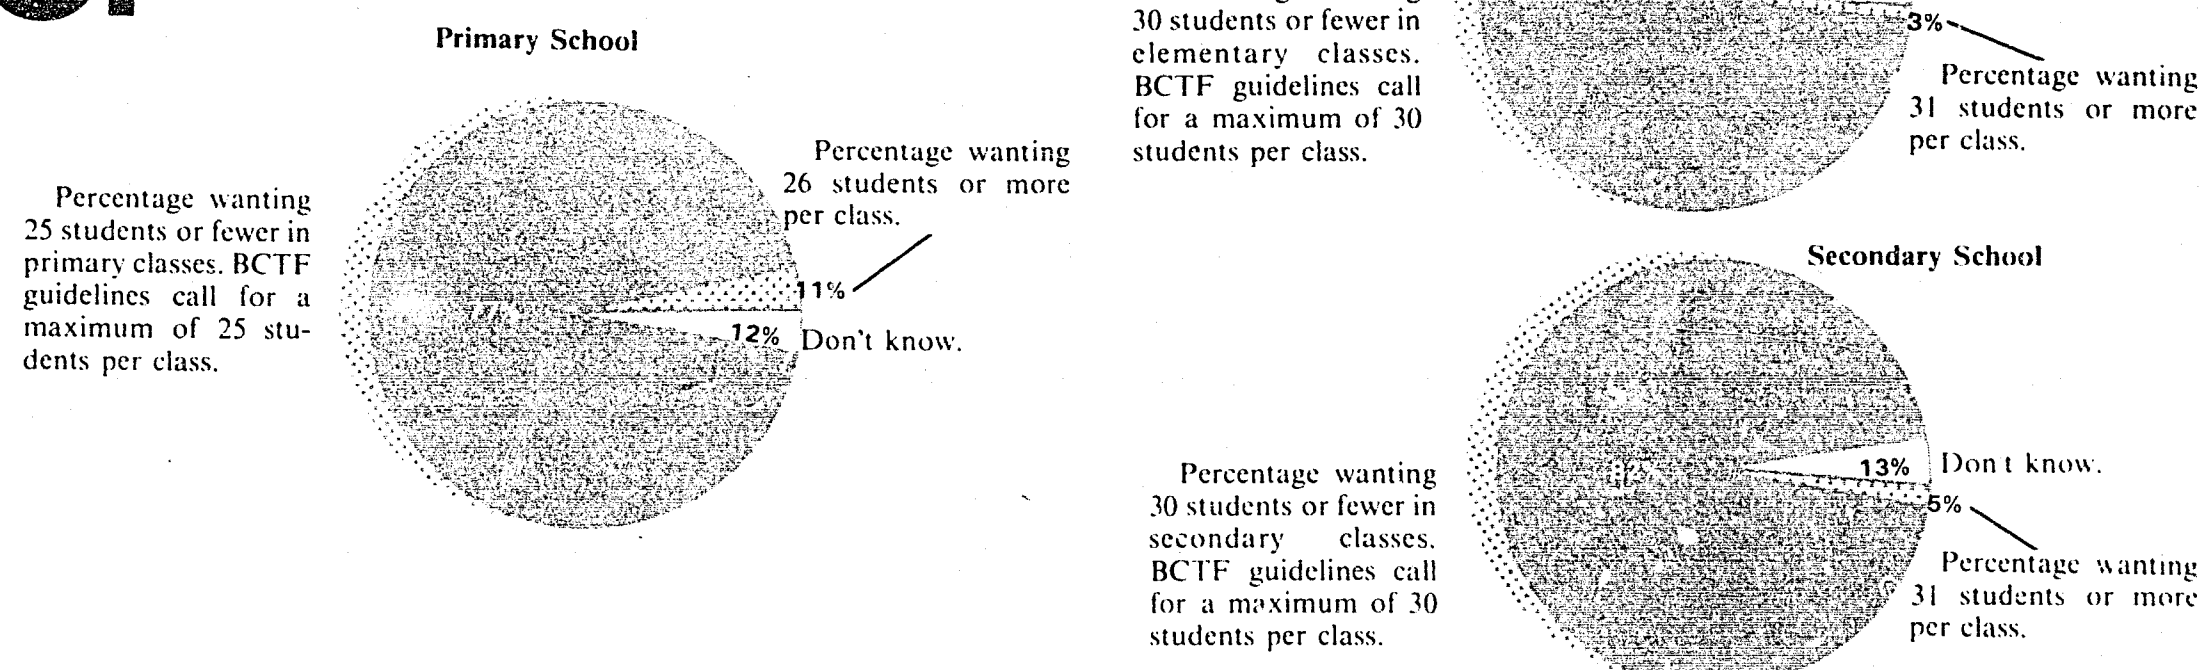 Primary School
Percentage wanting
25 students or fewer in
primary classes. BCTF
guidelines call for a
maximum of 25 stu-
dents per class.
Percentage wanting
26 students or more
per class.
11%
12% Don't know.
30 students or fewer in
elementary classes.
BCTF guidelines call
for a maximum of 30
students per class.
3%
Percentage wanting
31 students or more
per class.
Secondary School
Percentage wanting
30 students or fewer in
secondary classes.
BCTF guidelines call
for a maximum of 30
students per class.
13% Don t know.
5%
Percentage wanting
31 students or more
per class.